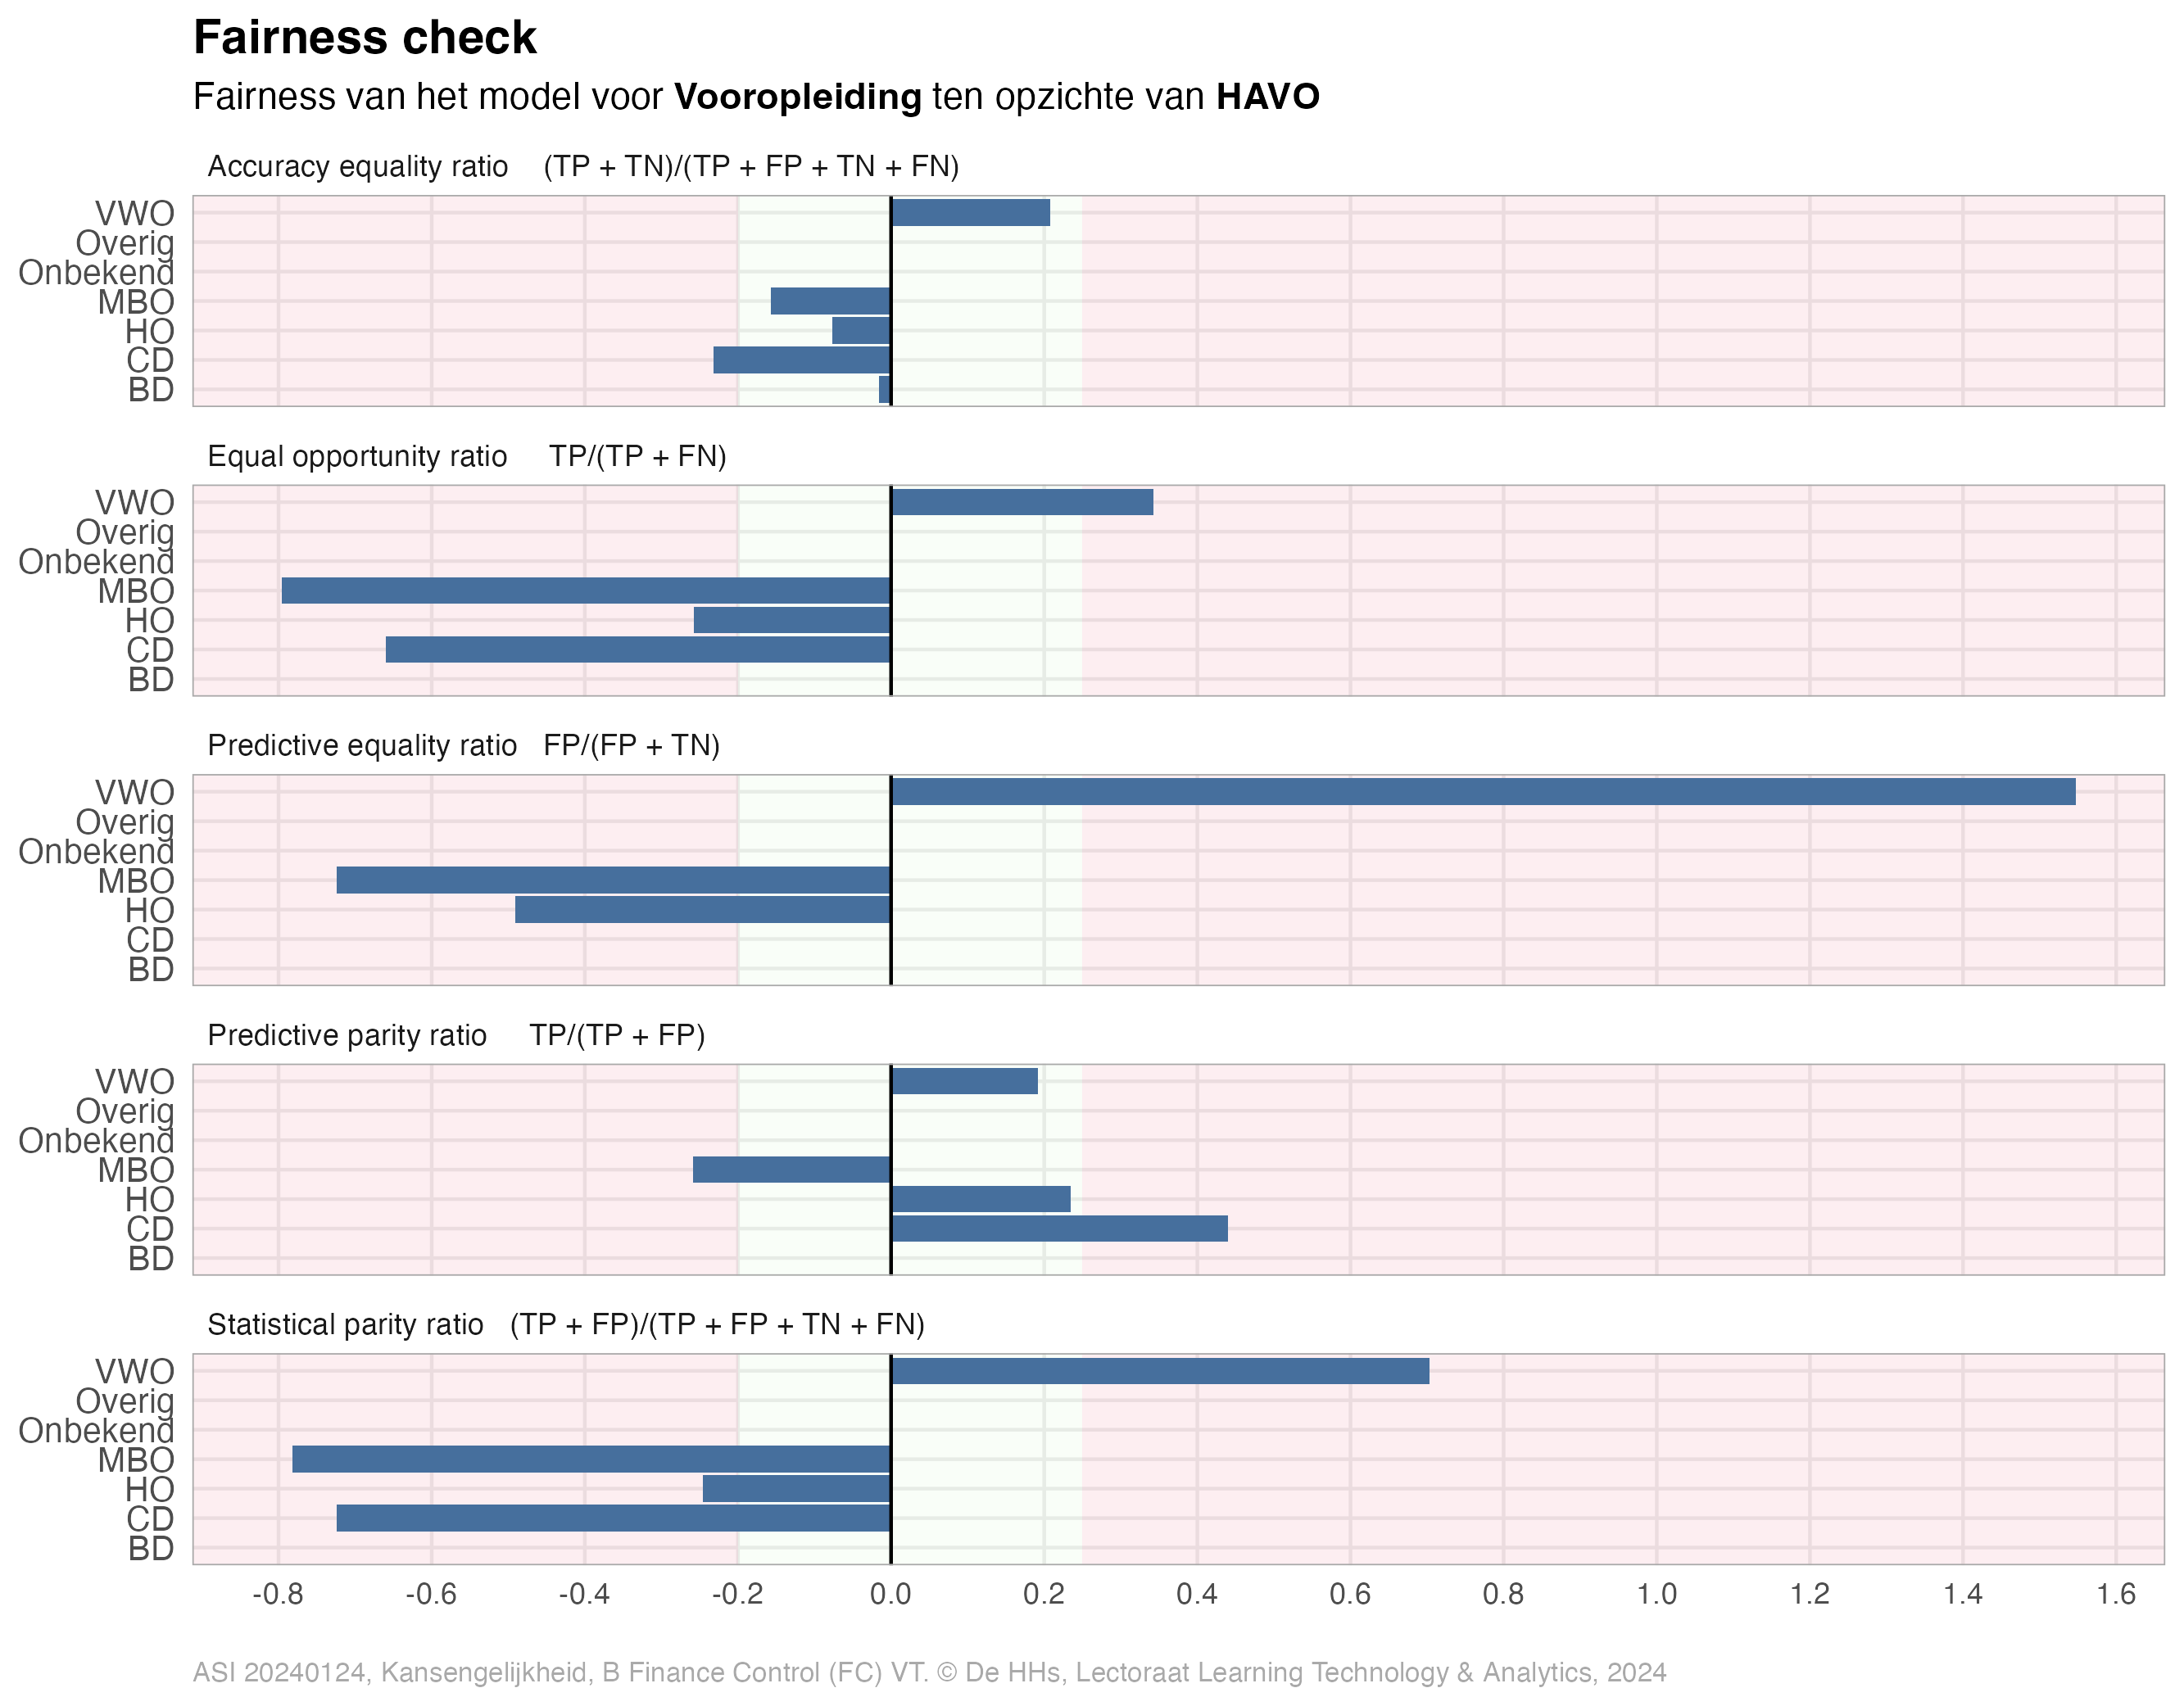 Fairness check
Fairness van het model voor Vooropleiding ten opzichte van HAVO
Accuracy equality ratio (TP + TN)/(TP + FP + TN + FN)
VWO
Overig
Onbekend
MBO
HO
CD
BD
Equal opportunity ratio TP/(TP + FN)
VWO
Overig
Onbekend
MBO
HO
CD
BD
Predictive equality ratio FP/(FP + TN)
VWO
Overig
Onbekend
MBO
HO
CD
BD
Predictive parity ratio TP/(TP + FP)
VWO
Overig
Onbekend
MBO
HO
CD
BD
Statistical parity ratio (TP + FP)/(TP + FP + TN + FN)
VWO
Overig
Onbekend
MBO
HO
CD
BD
-0.8 -0.6 -0.4 -0.2 0.0 0.2 0.4 0.6 0.8 1.0 1.2 1.4 1.6
ASI 20240124, Kansengelijkheid, B Finance Control (FC) VT. © De HHs, Lectoraat Learning Technology & Analytics, 2024